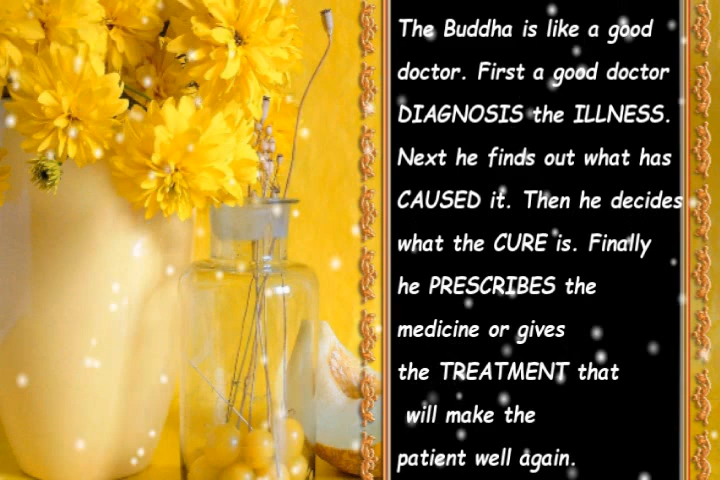 The Buddha is like a good
doctor. First a good doctor
DIAGNOSIS the ILLNESS.
Next he finds out what has
CAUSED it. Then he decides
what the CURE is. Finally
he PRESCRIBES the
medicine or gives
the TREATMENT that
will make the
patient well again.